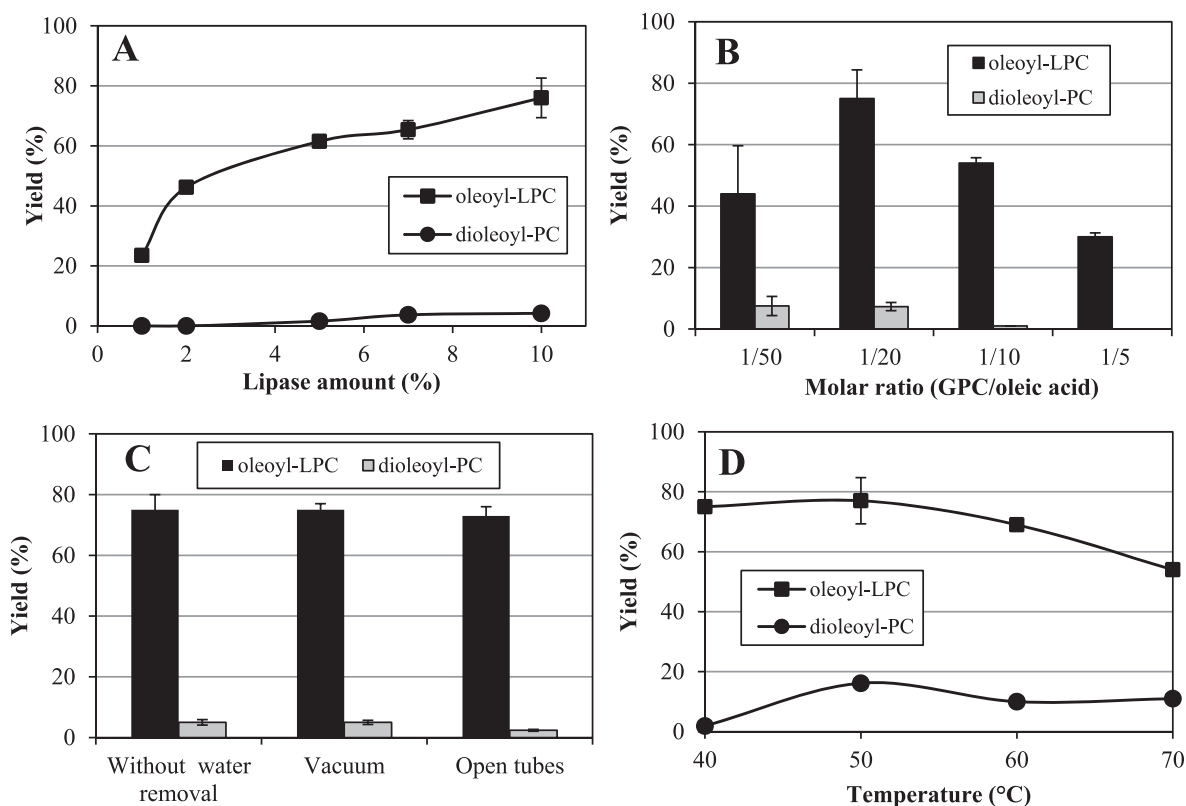 A
Yield (%)
100
80
60
40
20
0
oleoyl-LPC
dioleoyl-PC
0 2 4 6 8 10
Lipase amount (%)
B
Yield (%)
100
80
60
40
20
0
oleoyl-LPC
dioleoyl-PC
1/50 1/20 1/10 1/5
Molar ratio (GPC/oleic acid)
C
Yield (%)
100
80
60
40
20
0
oleoyl-LPC dioleoyl-PC
Without water Vacuum Open tubes
removal
D
Yield (%)
100
80
60
40
20
0
oleoyl-LPC
dioleoyl-PC
40 50 60 70
Temperature (°C)